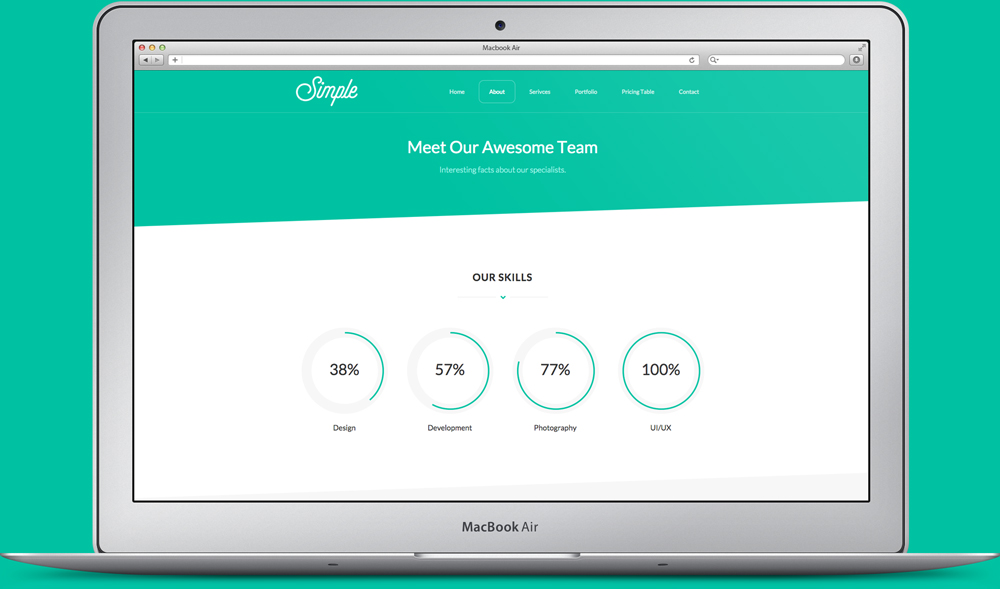 Macbook Air
Simple
Home About Serivces Portfolio Pricing Table Contact
Meet Our Awesome Team
Interesting facts about our specialists.
OUR SKILLS
38% 57% 77% 100%
Design Development Photography UI/UX
MacBook Air